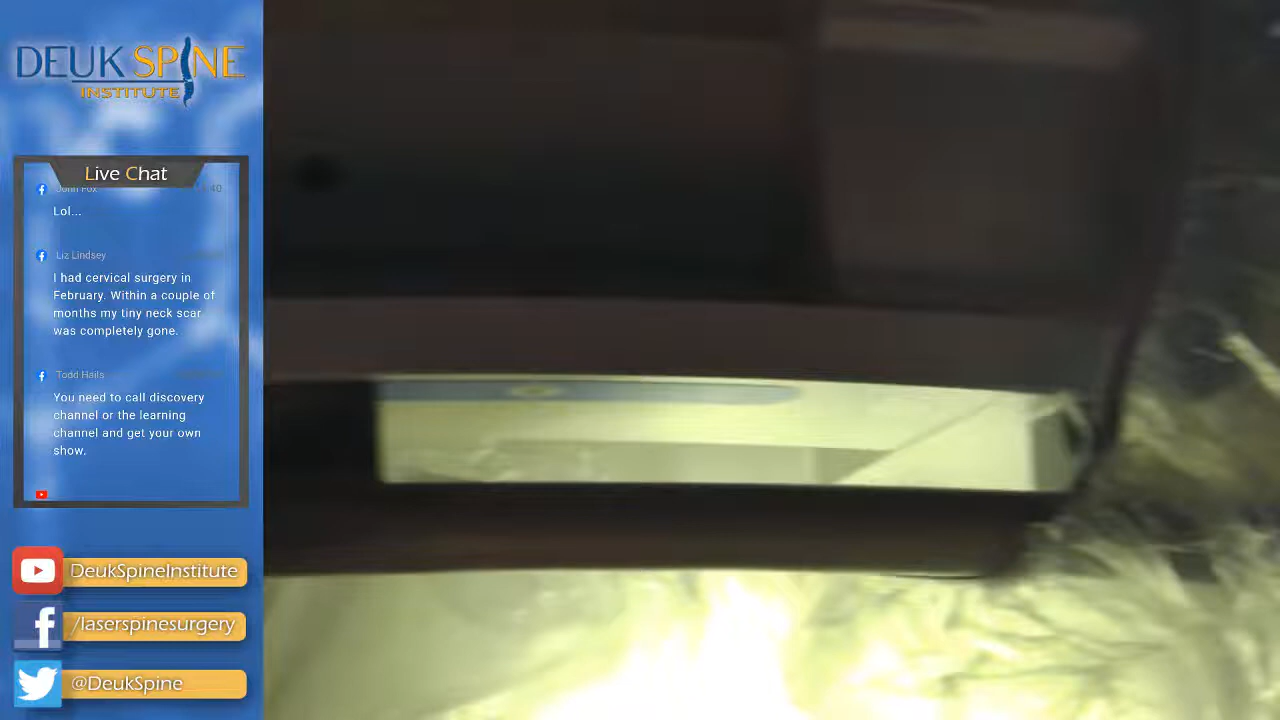 DEUK SPINE
INSTITUTE
Live Chat
John Fox
Lol...
Liz Lindsey
I had cervical surgery in
February. Within a couple of
months my tiny neck scar
was completely gone.
Todd Hails
You need to call discovery
channel or the learning
channel and get your own
show.
DeukSpineInstitute
/laserspinesurgery
@DeukSpine